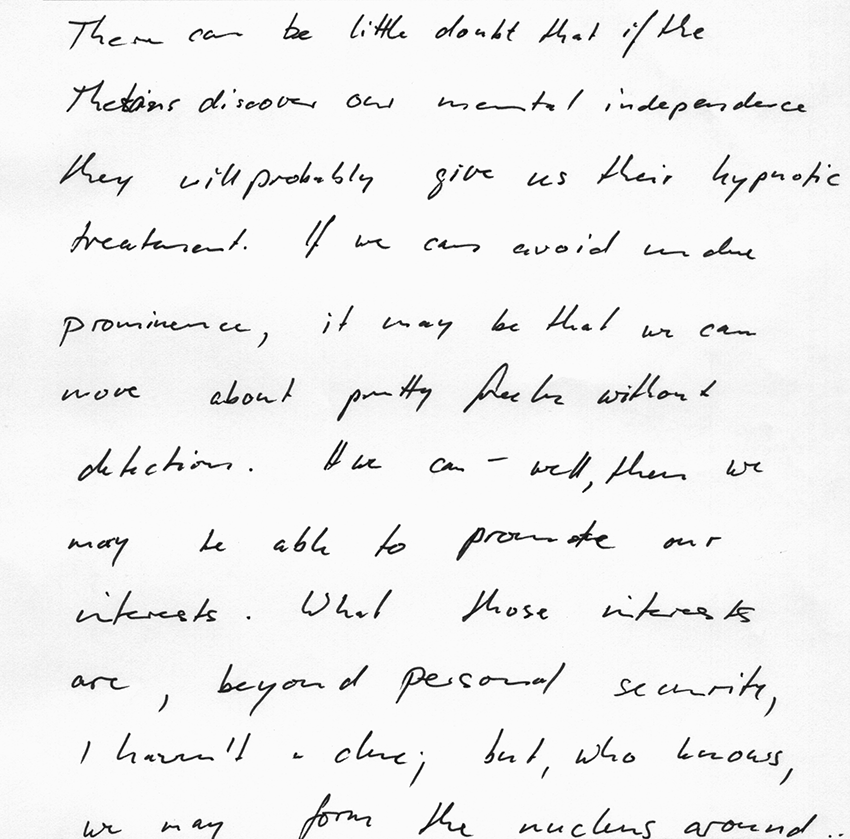 There can be little doubt that if the
Thetans discover our mental independence
they will probably give us their hypnotic
treatment. If we can avoid undue
prominence, it may be that we can
move about pretty freely without
detection. If we can – well, then we
may be able to promote our
interests. What those interests
are, beyond personal security,
I haven't a clue; but, who knows,
we may form the nucleus around..